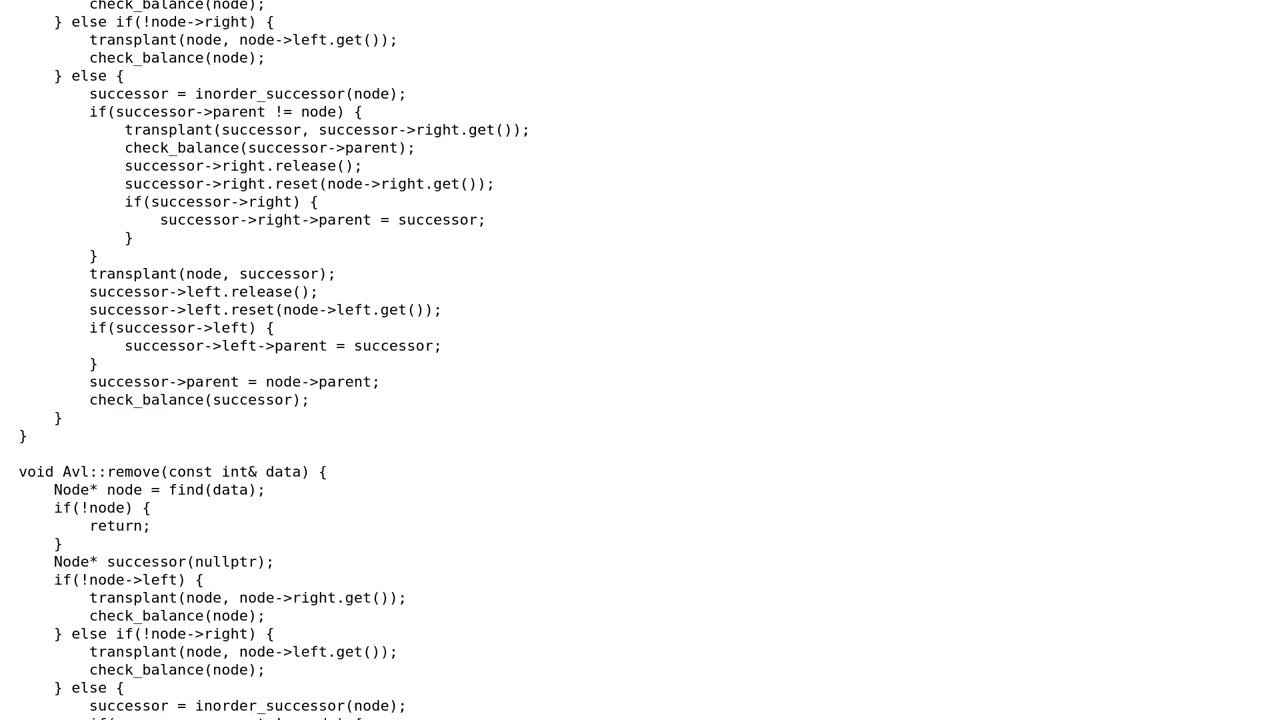 check_balance(node);
    } else if(!node->right) {
        transplant(node, node->left.get());
        check_balance(node);
    } else {
        successor = inorder_successor(node);
        if(successor->parent != node) {
            transplant(successor, successor->right.get());
            check_balance(successor->parent);
            successor->right.release();
            successor->right.reset(node->right.get());
            if(successor->right) {
                successor->right->parent = successor;
            }
        }
        transplant(node, successor);
        successor->left.release();
        successor->left.reset(node->left.get());
        if(successor->left) {
            successor->left->parent = successor;
        }
        successor->parent = node->parent;
        check_balance(successor);
    }
}

void Avl::remove(const int& data) {
    Node* node = find(data);
    if(!node) {
        return;
    }
    Node* successor(nullptr);
    if(!node->left) {
        transplant(node, node->right.get());
        check_balance(node);
    } else if(!node->right) {
        transplant(node, node->left.get());
        check_balance(node);
    } else {
        successor = inorder_successor(node);